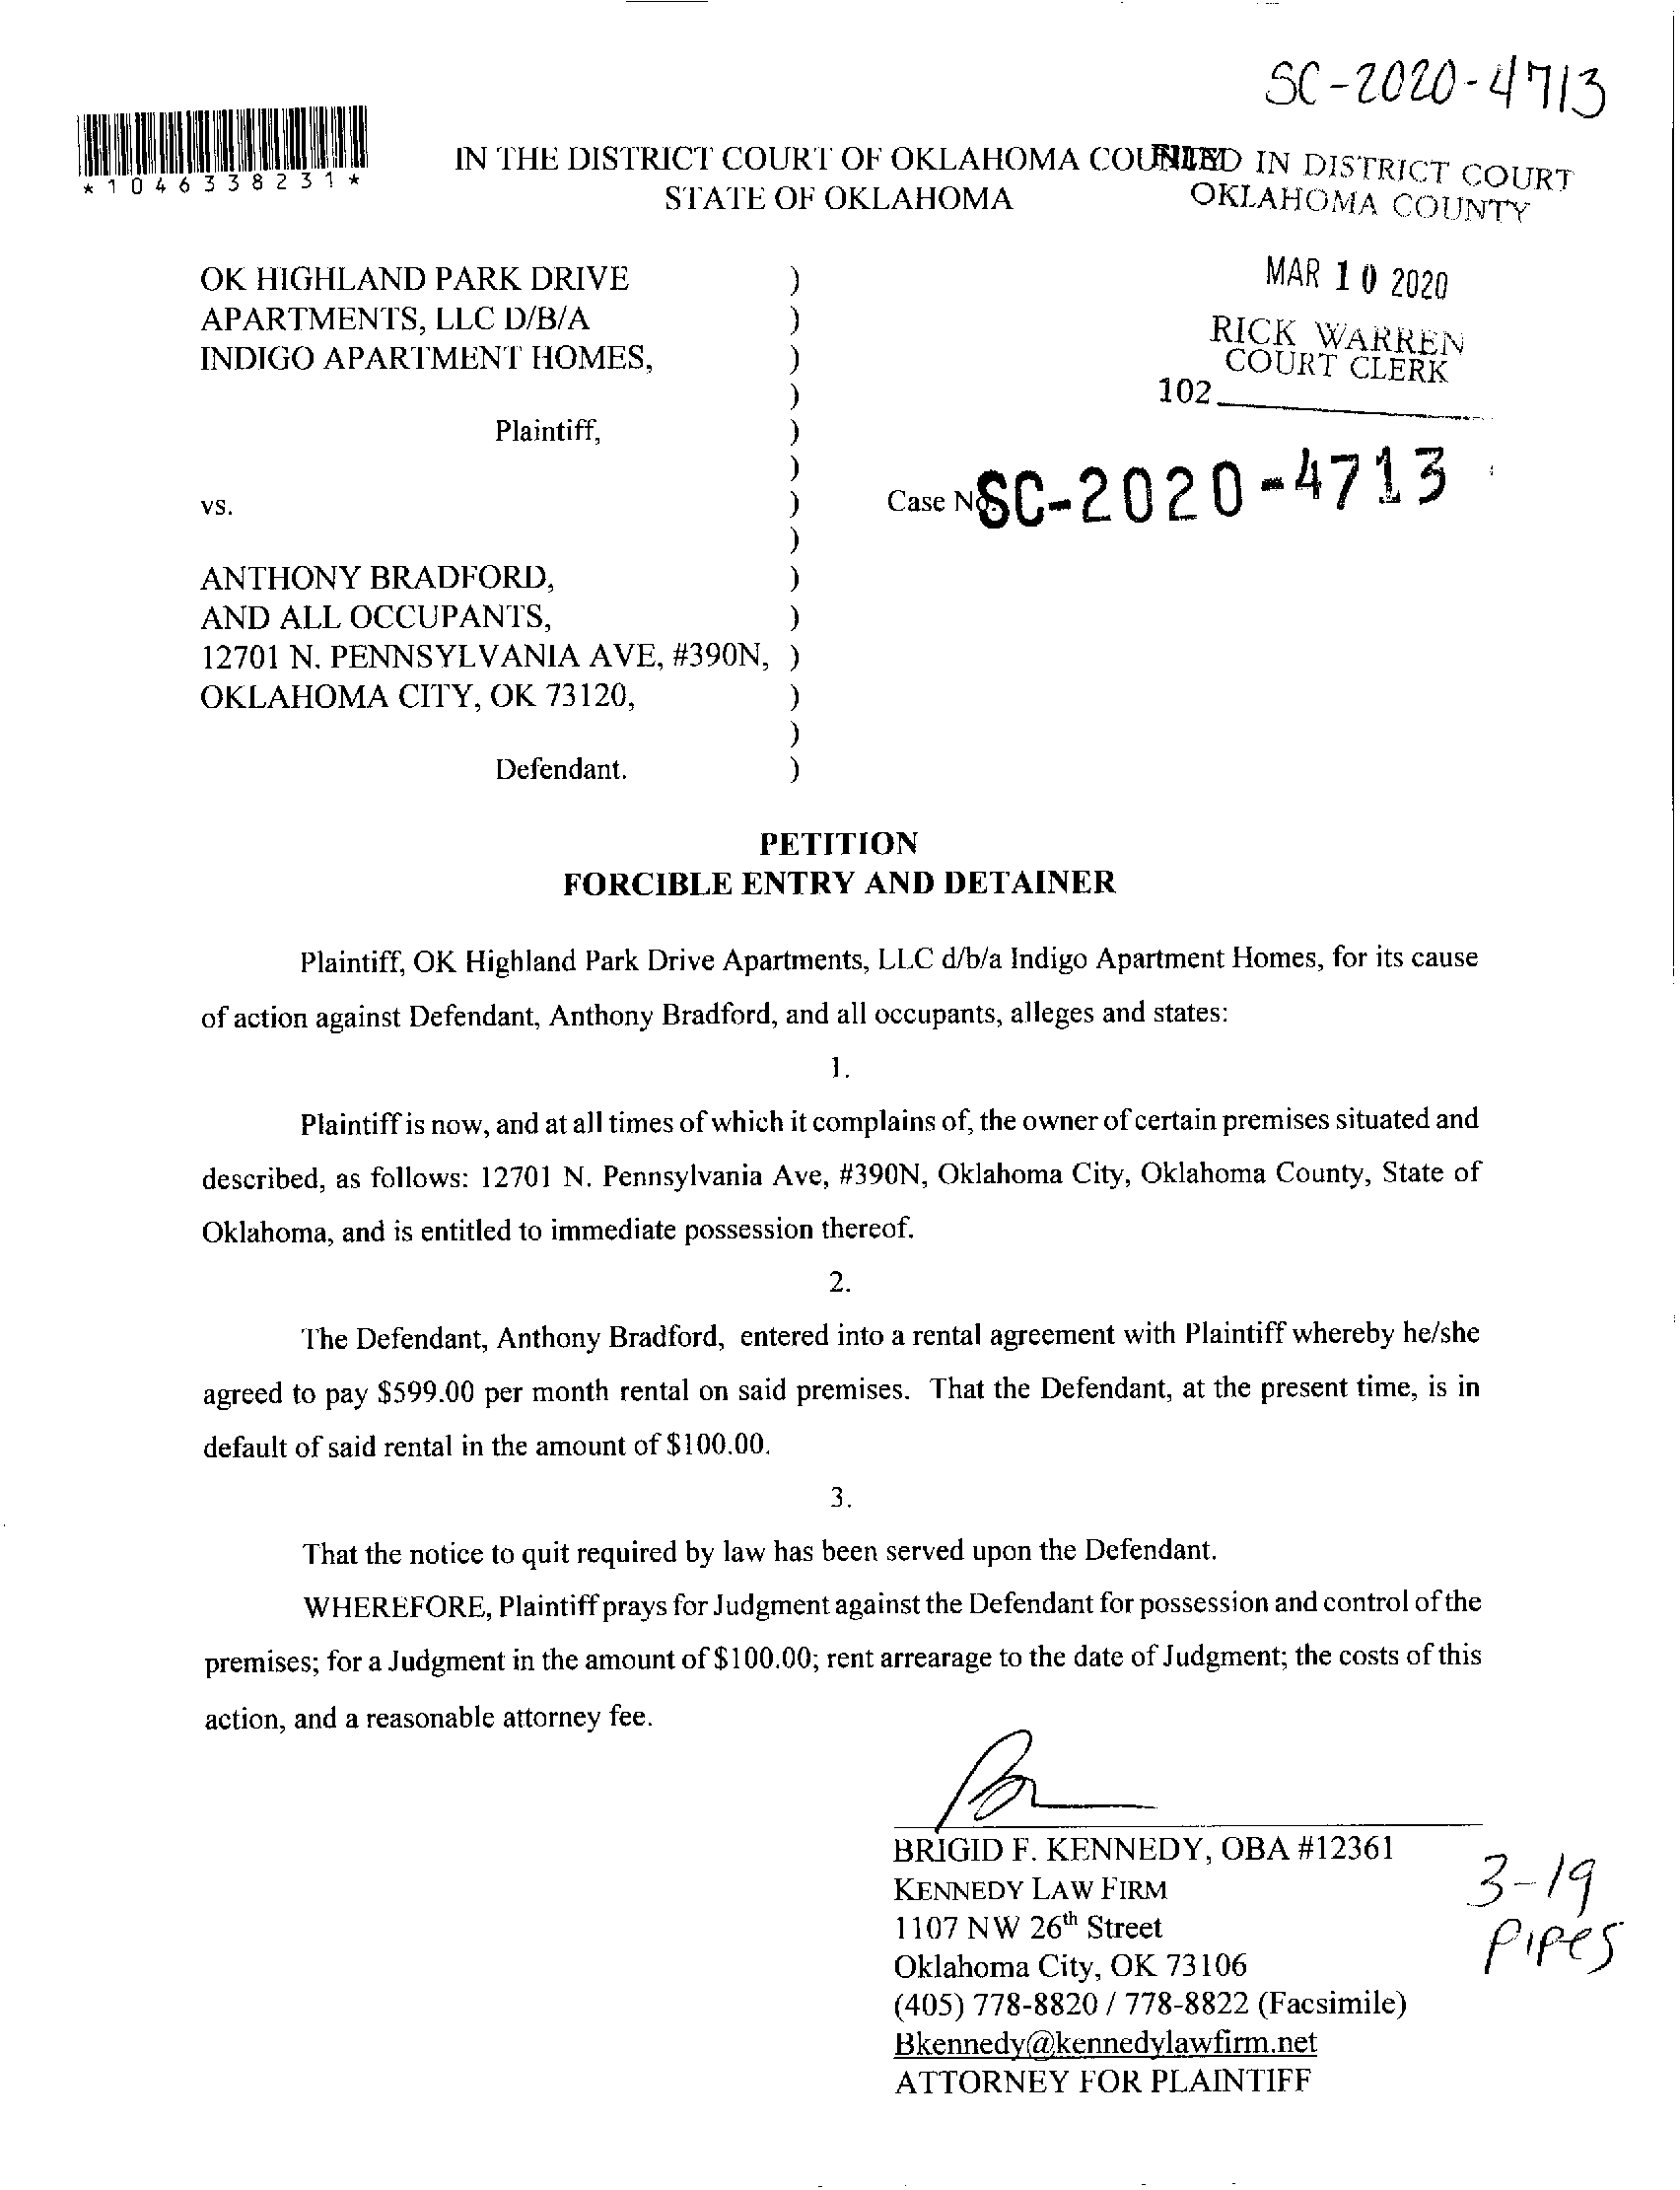 SC-2020-4713
*1046338231*
IN THE DISTRICT COURT OF OKLAHOMA COUNTY
STATE OF OKLAHOMA
FILED IN DISTRICT COURT
OKLAHOMA COUNTY
MAR 10 2020
RICK WARREN
COURT CLERK
102
OK HIGHLAND PARK DRIVE )
APARTMENTS, LLC D/B/A )
INDIGO APARTMENT HOMES, )
)
Plaintiff, )
)
vs. ) Case No. SC-2020-4713
)
ANTHONY BRADFORD, )
AND ALL OCCUPANTS, )
12701 N. PENNSYLVANIA AVE, #390N, )
OKLAHOMA CITY, OK 73120, )
)
Defendant. )
PETITION
FORCIBLE ENTRY AND DETAINER
Plaintiff, OK Highland Park Drive Apartments, LLC d/b/a Indigo Apartment Homes, for its cause
of action against Defendant, Anthony Bradford, and all occupants, alleges and states:
1.
Plaintiff is now, and at all times of which it complains of, the owner of certain premises situated and
described, as follows: 12701 N. Pennsylvania Ave, #390N, Oklahoma City, Oklahoma County, State of
Oklahoma, and is entitled to immediate possession thereof.
2.
The Defendant, Anthony Bradford, entered into a rental agreement with Plaintiff whereby he/she
agreed to pay $599.00 per month rental on said premises. That the Defendant, at the present time, is in
default of said rental in the amount of $100.00.
3.
That the notice to quit required by law has been served upon the Defendant.
WHEREFORE, Plaintiff prays for Judgment against the Defendant for possession and control of the
premises; for a Judgment in the amount of $100.00; rent arrearage to the date of Judgment; the costs of this
action, and a reasonable attorney fee.
BRIGID F. KENNEDY, OBA #12361
KENNEDY LAW FIRM
1107 NW 26th Street
Oklahoma City, OK 73106
(405) 778-8820 / 778-8822 (Facsimile)
Bkennedy@kennedylawfirm.net
ATTORNEY FOR PLAINTIFF
3-19
Pipes